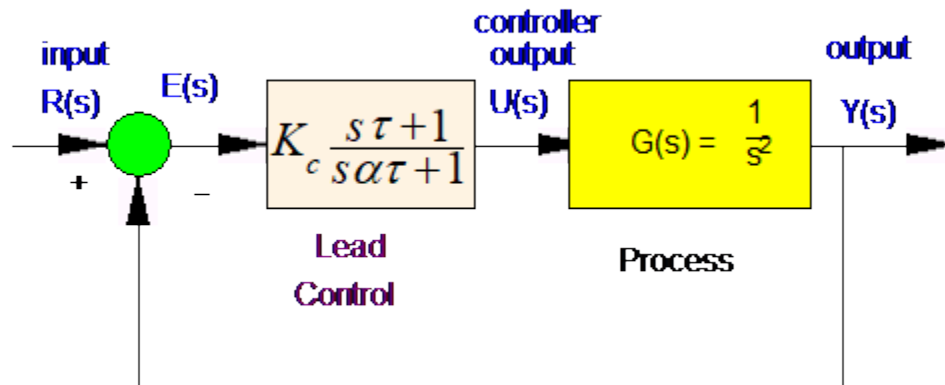 input
R(s)
+
E(s)
−
K_c (sτ+1)/(sατ+1)
Lead
Control
controller
output
U(s)
G(s) = 1/s²
Process
output
Y(s)